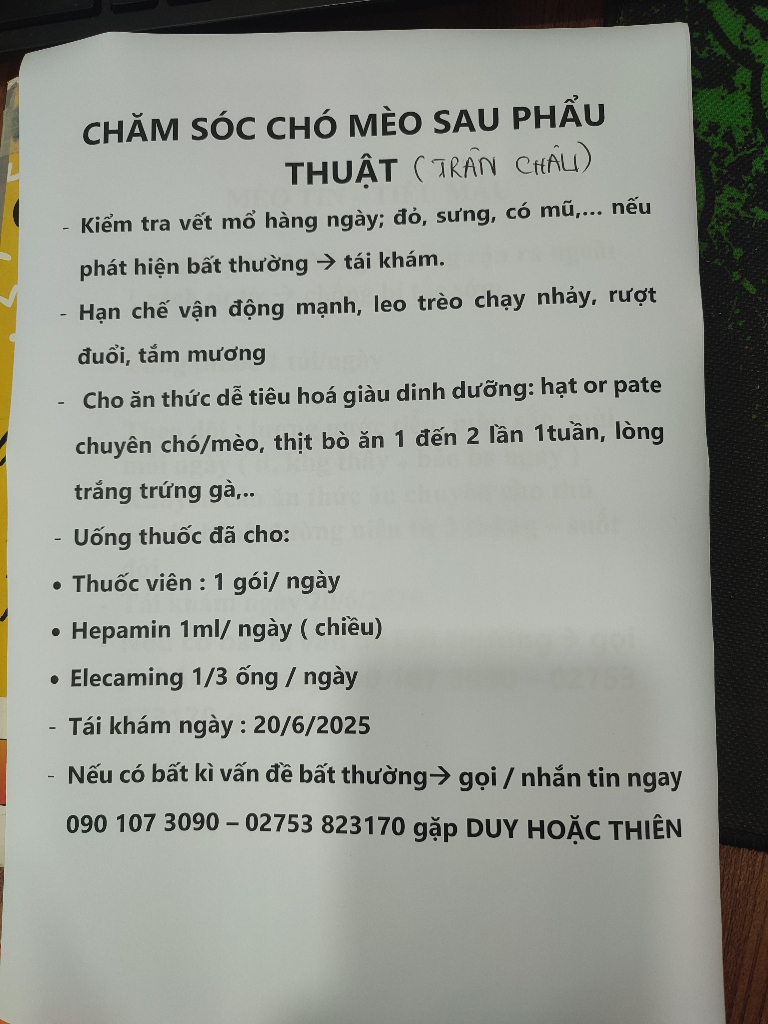 CHĂM SÓC CHÓ MÈO SAU PHẨU
THUẬT (TRÂN CHÂU)
- Kiểm tra vết mổ hàng ngày; đỏ, sưng, có mũ,... nếu
phát hiện bất thường → tái khám.
- Hạn chế vận động mạnh, leo trèo chạy nhảy, rượt
đuổi, tắm mương
- Cho ăn thức dễ tiêu hoá giàu dinh dưỡng: hạt or pate
chuyên chó/mèo, thịt bò ăn 1 đến 2 lần 1tuần, lòng
trắng trứng gà,..
- Uống thuốc đã cho:
• Thuốc viên : 1 gói/ ngày
• Hepamin 1ml/ ngày ( chiều)
• Elecaming 1/3 ống / ngày
- Tái khám ngày : 20/6/2025
- Nếu có bất kì vấn đề bất thường→ gọi / nhắn tin ngay
090 107 3090 – 02753 823170 gặp DUY HOẶC THIÊN